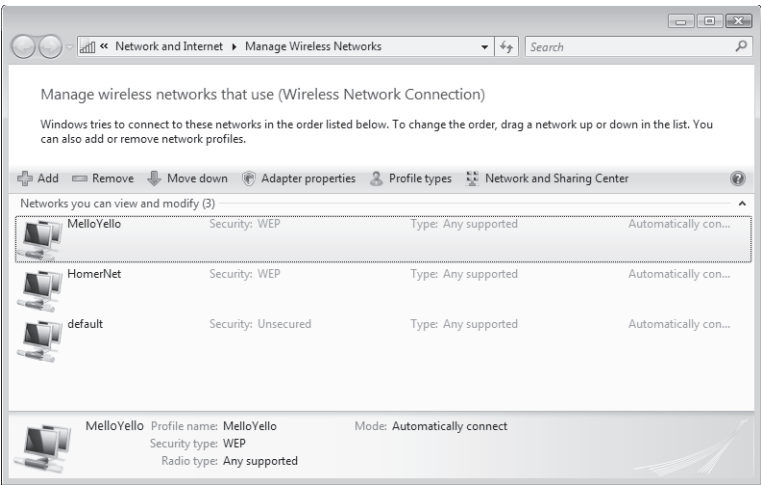 « Network and Internet ▸ Manage Wireless Networks Search
Manage wireless networks that use (Wireless Network Connection)
Windows tries to connect to these networks in the order listed below. To change the order, drag a network up or down in the list. You
can also add or remove network profiles.
Add Remove Move down Adapter properties Profile types Network and Sharing Center
Networks you can view and modify (3)
MelloYello Security: WEP Type: Any supported Automatically con...
HomerNet Security: WEP Type: Any supported Automatically con...
default Security: Unsecured Type: Any supported Automatically con...
MelloYello Profile name: MelloYello Mode: Automatically connect
Security type: WEP
Radio type: Any supported